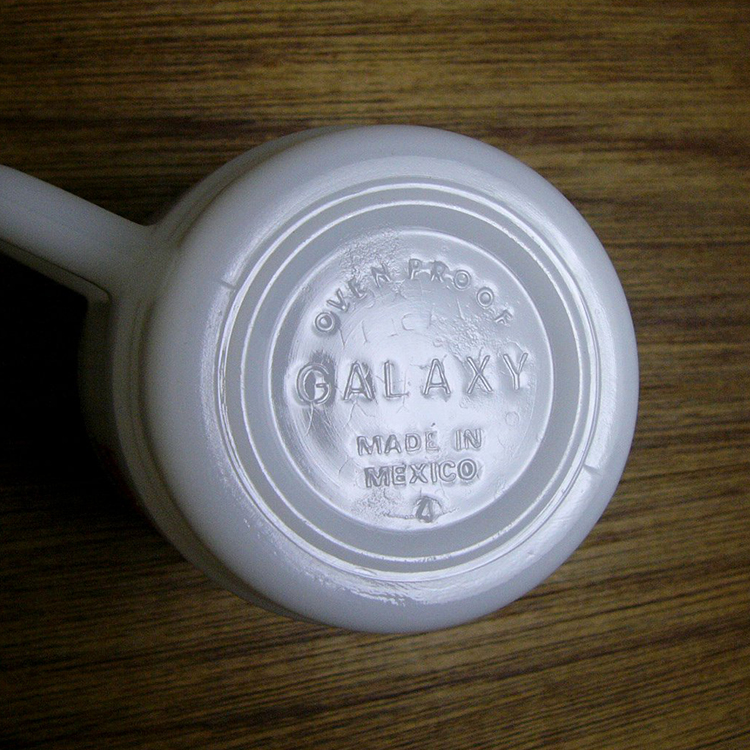 OVEN PROOF
GALAXY
MADE IN
MEXICO
4